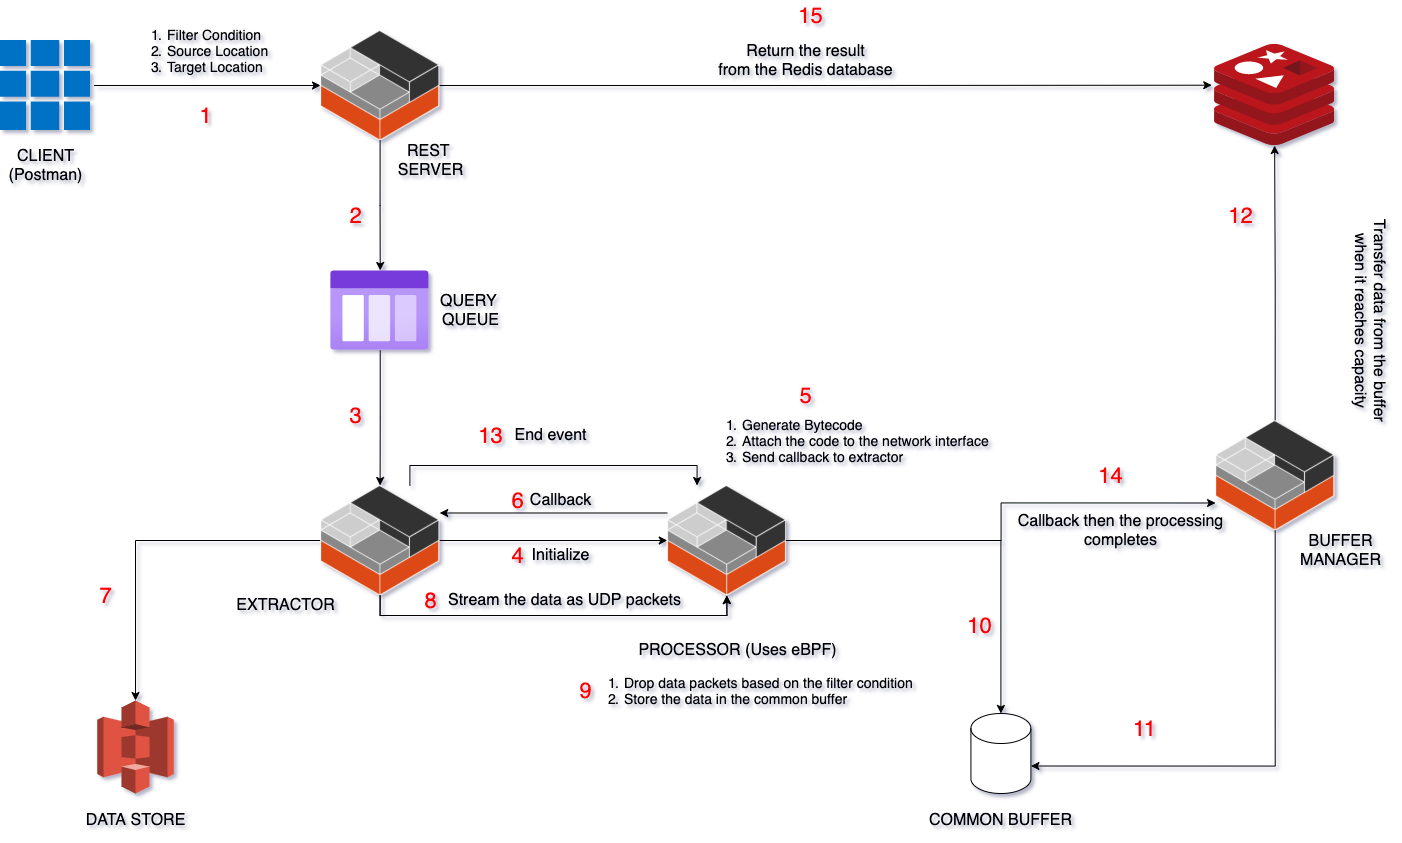 15
1. Filter Condition
2. Source Location
3. Target Location
Return the result
from the Redis database
1
CLIENT
(Postman)
REST
SERVER
2
12
Transfer data from the buffer
when it reaches capacity
QUERY
QUEUE
3
5
1. Generate Bytecode
2. Attach the code to the network interface
3. Send callback to extractor
13 End event
6 Callback
4 Initialize
14
Callback then the processing
completes
BUFFER
MANAGER
7
EXTRACTOR
8 Stream the data as UDP packets
10
PROCESSOR (Uses eBPF)
9
1. Drop data packets based on the filter condition
2. Store the data in the common buffer
11
DATA STORE
COMMON BUFFER